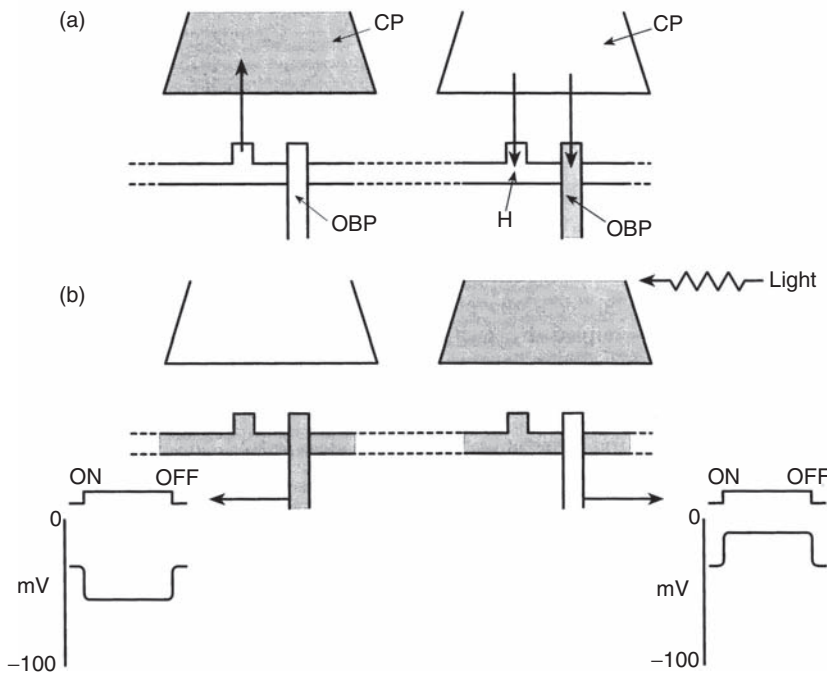 (a)
CP
CP
OBP
H
OBP
(b)
Light
ON OFF
0
mV
−100
ON OFF
0
mV
−100